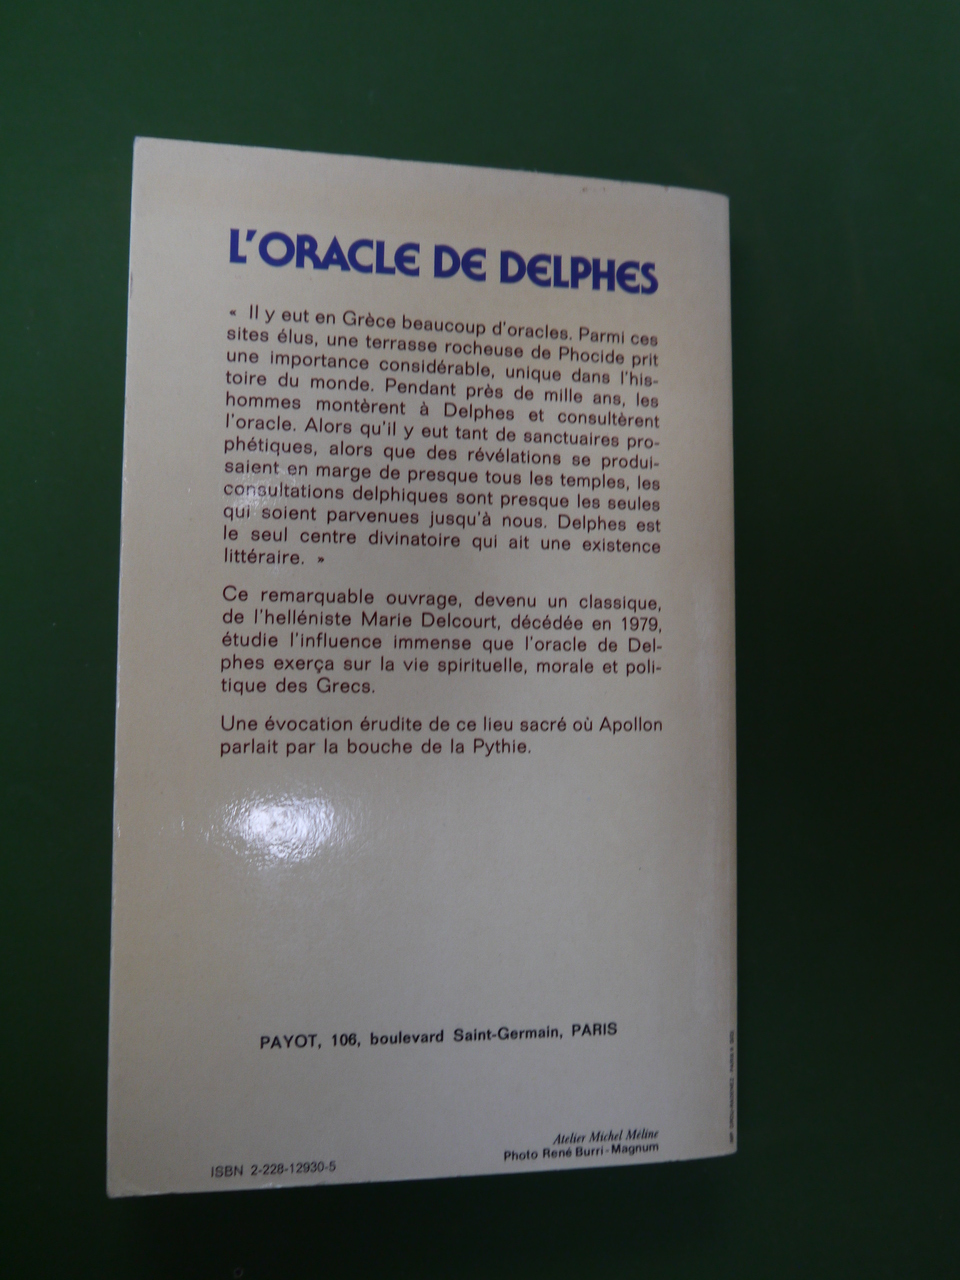 L'ORACLE DE DELPHES
« Il y eut en Grèce beaucoup d'oracles. Parmi ces
sites élus, une terrasse rocheuse de Phocide prit
une importance considérable, unique dans l'his-
toire du monde. Pendant près de mille ans, les
hommes montèrent à Delphes et consultèrent
l'oracle. Alors qu'il y eut tant de sanctuaires pro-
phétiques, alors que des révélations se produi-
saient en marge de presque tous les temples, les
consultations delphiques sont presque les seules
qui soient parvenues jusqu'à nous. Delphes est
le seul centre divinatoire qui ait une existence
littéraire. »
Ce remarquable ouvrage, devenu un classique,
de l'helléniste Marie Delcourt, décédée en 1979,
étudie l'influence immense que l'oracle de Del-
phes exerça sur la vie spirituelle, morale et poli-
tique des Grecs.
Une évocation érudite de ce lieu sacré où Apollon
parlait par la bouche de la Pythie.
PAYOT, 106, boulevard Saint-Germain, PARIS
Atelier Michel Méline
Photo René Burri - Magnum
ISBN 2-228-12930-5